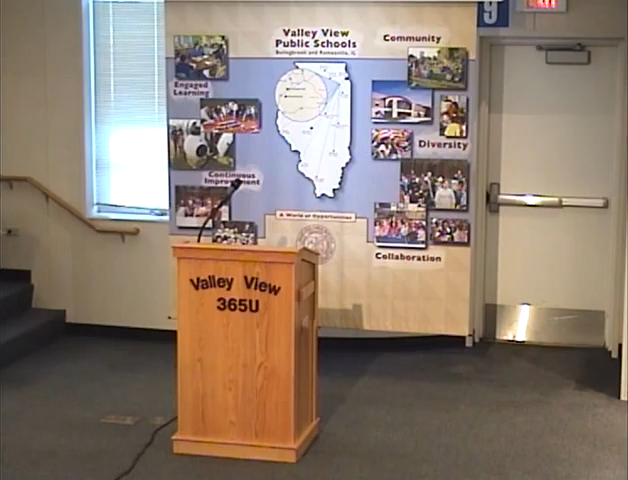 Valley View
Public Schools
Bolingbrook and Romeoville, IL
Community
9
Engaged
Learning
Diversity
Continuous
Improvement
A World of Opportunities
Collaboration
Valley View
365U